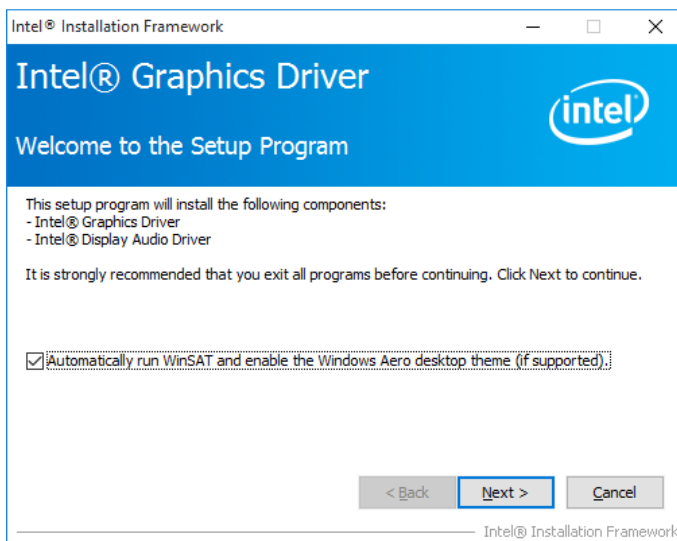 Intel® Installation Framework
Intel® Graphics Driver
intel
Welcome to the Setup Program
This setup program will install the following components:
- Intel® Graphics Driver
- Intel® Display Audio Driver
It is strongly recommended that you exit all programs before continuing. Click Next to continue.
Automatically run WinSAT and enable the Windows Aero desktop theme (if supported).
< Back
Next >
Cancel
Intel® Installation Framework